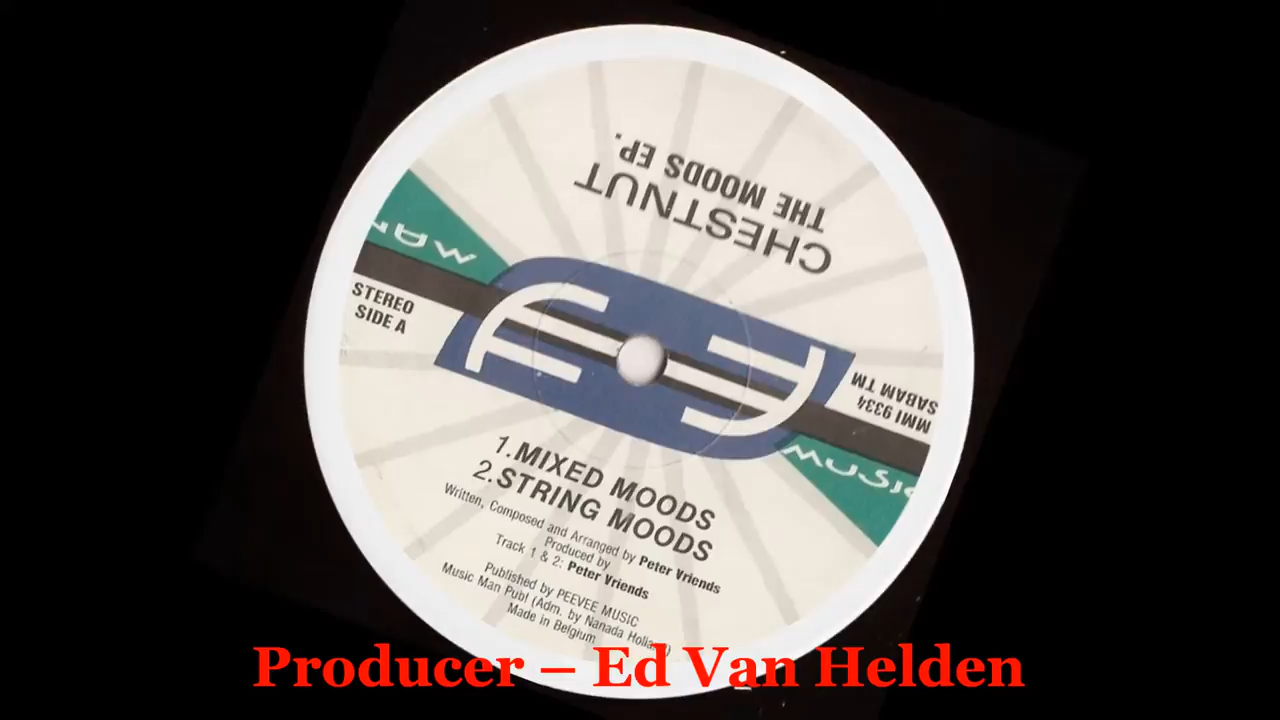 CHESTNUT
THE MOODS EP.
MAN
STEREO
SIDE A
MMI 9334
SABAM TM
MUSIC
1.MIXED MOODS
2.STRING MOODS
Written, Composed and Arranged by Peter Vriends
Produced by
Track 1 & 2: Peter Vriends
Published by PEEVEE MUSIC
Music Man Publ (Adm. by Nanada Holland)
Made in Belgium
Producer – Ed Van Helden